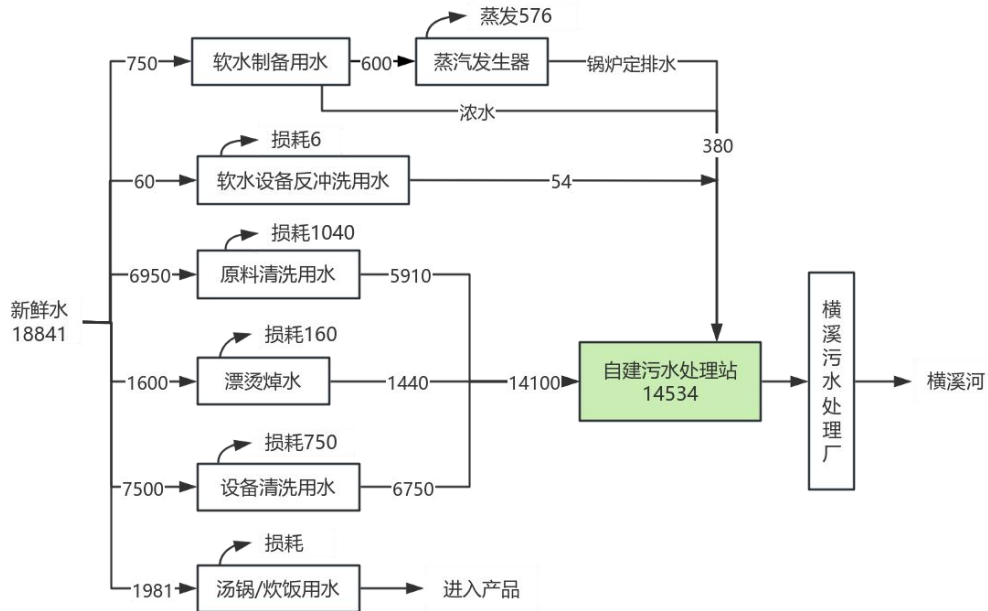 蒸发576
750
软水制备用水
600
蒸汽发生器
锅炉定排水
浓水
380
损耗6
60
软水设备反冲洗用水
54
损耗1040
6950
原料清洗用水
5910
新鲜水
18841
损耗160
1600
漂烫焯水
1440
14100
自建污水处理站
14534
横溪污水处理厂
横溪河
损耗750
7500
设备清洗用水
6750
损耗
1981
汤锅/炊饭用水
进入产品